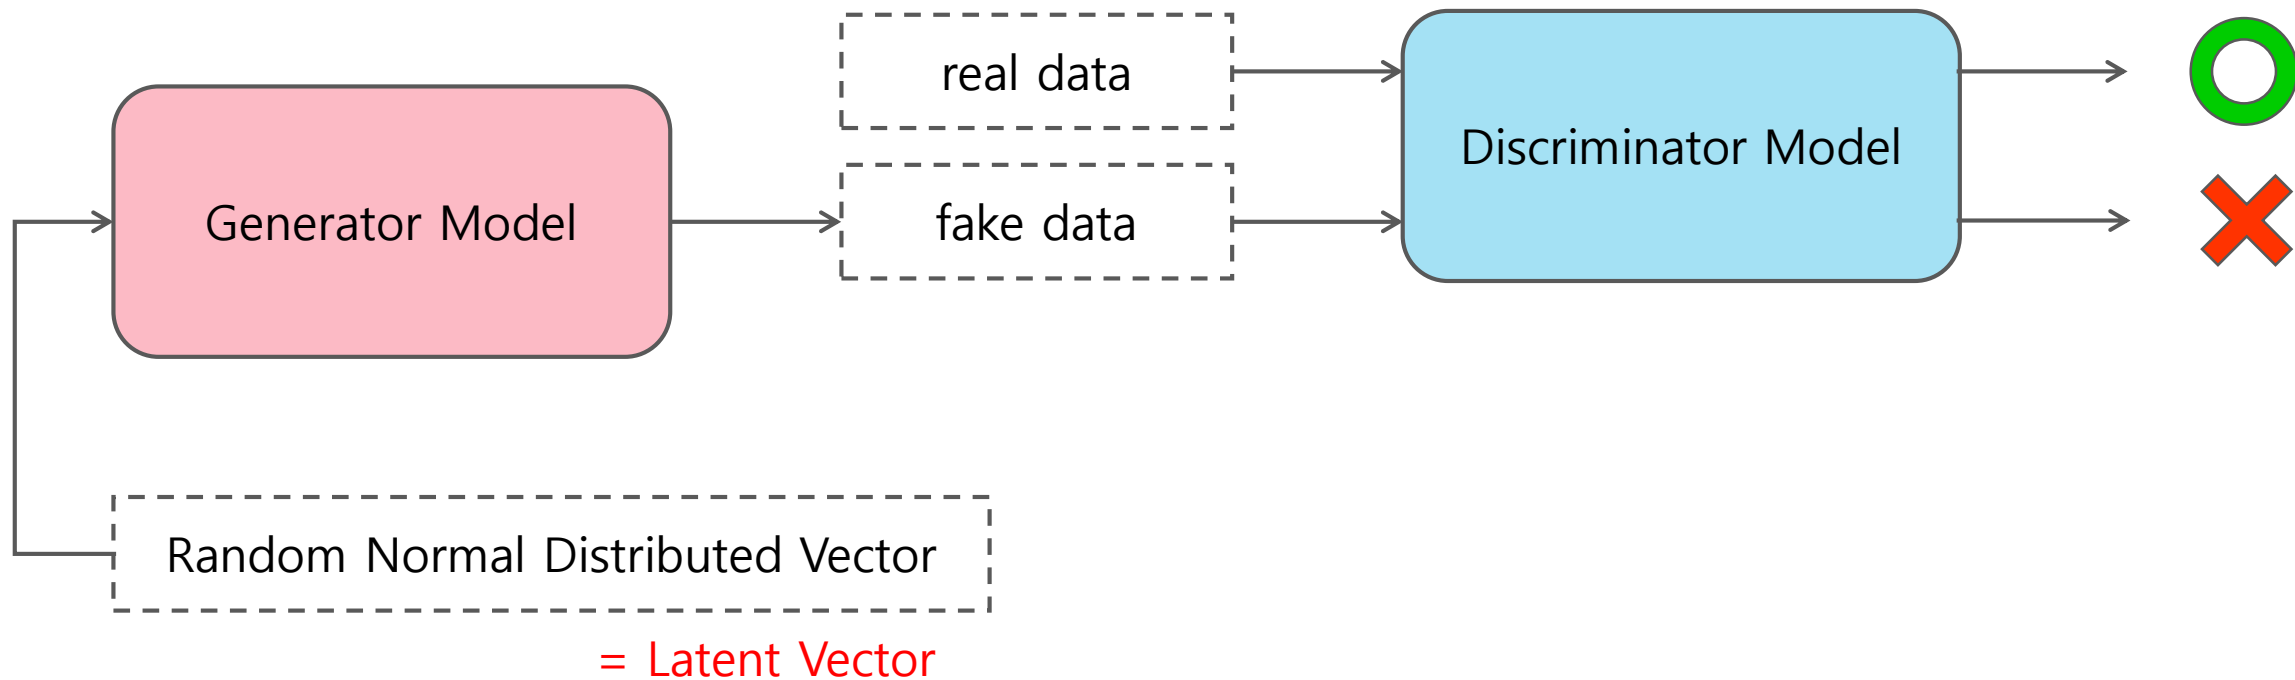 real data
Discriminator Model
Generator Model
fake data
Random Normal Distributed Vector
= Latent Vector